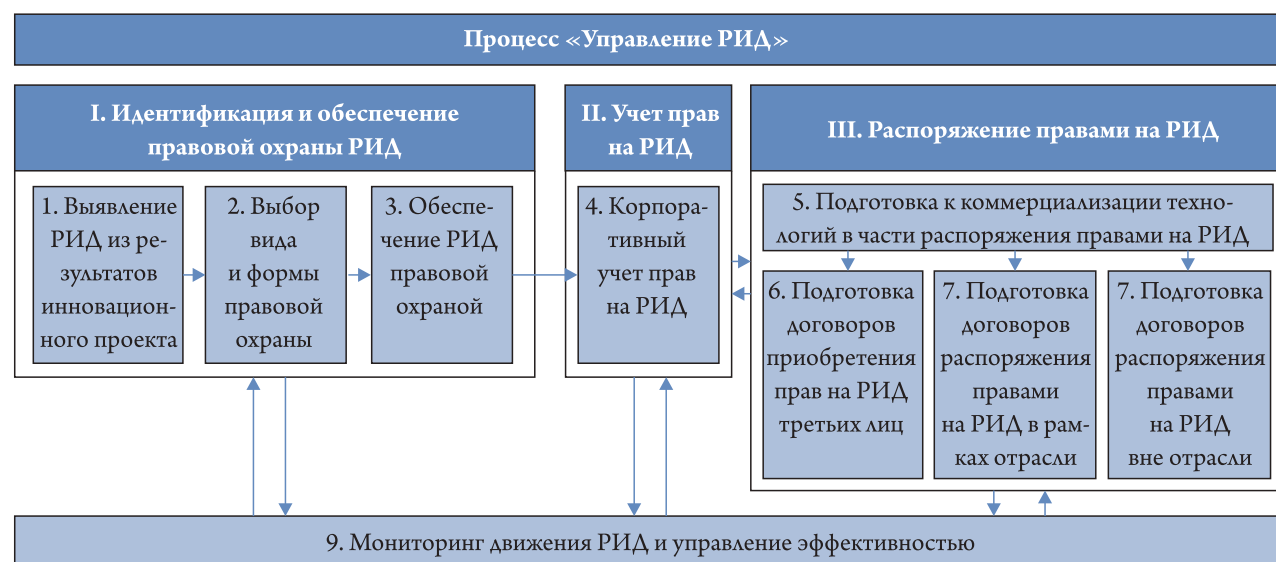 Процесс «Управление РИД»
I. Идентификация и обеспечение
правовой охраны РИД
II. Учет прав
на РИД
III. Распоряжение правами на РИД
1. Выявление
РИД из ре-
зультатов
инновацион-
ного проекта
2. Выбор
вида
и формы
правовой
охраны
3. Обеспе-
чение РИД
правовой
охраной
4. Корпора-
тивный
учет прав
на РИД
5. Подготовка к коммерциализации техно-
логий в части распоряжения правами на РИД
6. Подготовка
договоров
приобретения
прав на РИД
третьих лиц
7. Подготовка
договоров
распоряжения
правами
на РИД в рам-
ках отрасли
7. Подготовка
договоров
распоряжения
правами
на РИД
вне отрасли
9. Мониторинг движения РИД и управление эффективностью